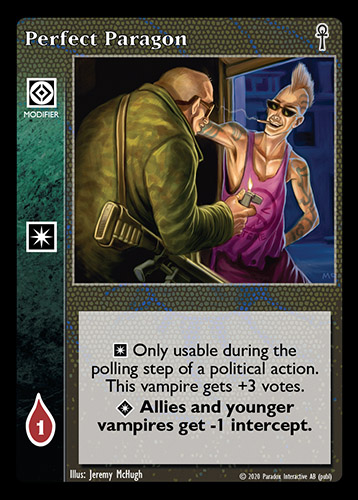 Perfect Paragon
MODIFIER
Only usable during the
polling step of a political action.
This vampire gets +3 votes.
Allies and younger
vampires get -1 intercept.
1
Illus: Jeremy McHugh
© 2020 Paradox Interactive AB (publ)